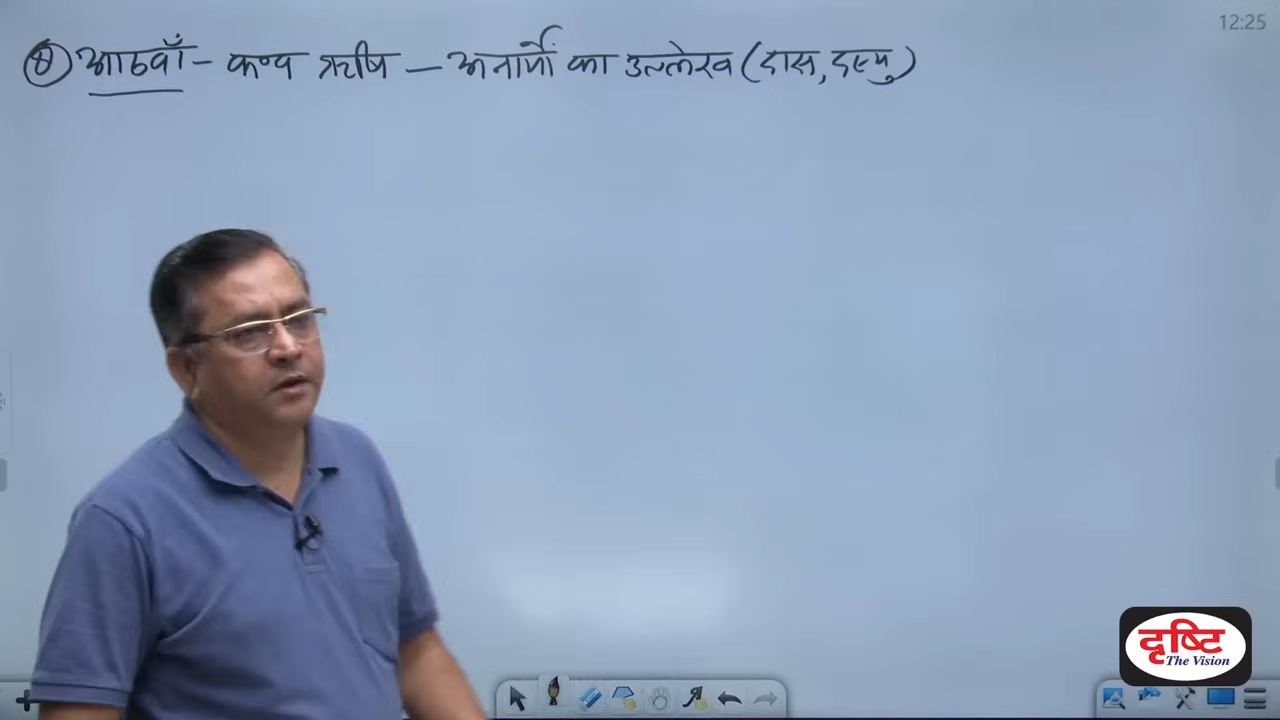 12:25
⑧ आठवाँ - कण्व ऋषि - अनार्यों का उल्लेख (दास, दस्यु)
दृष्टि
The Vision